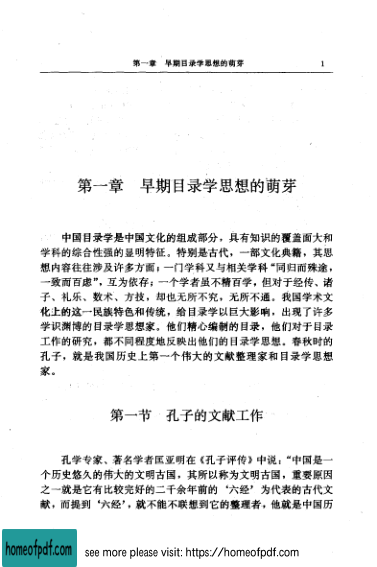 第一章 早期目录学思想的萌芽 1
第一章 早期目录学思想的萌芽
中国目录学是中国文化的组成部分，具有知识的覆盖面大和
学科的综合性强的显明特征。特别是古代，一部文化典籍，其思
想内容往往涉及许多方面；一门学科又与相关学科“同归而殊途，
一致而百虑”，互为依存；一个学者虽不精百学，但对于经传、诸
子、礼乐、数术、方技，却也无所不究，无所不通。我国学术文
化上的这一民族特色和传统，给目录学以巨大影响，出现了许多
学识渊博的目录学思想家。他们精心编制的目录，他们对于目录
工作的研究，都不同程度地反映出他们的目录学思想。春秋时的
孔子，就是我国历史上第一个伟大的文献整理家和目录学思想
家。
第一节 孔子的文献工作
孔学专家、著名学者匡亚明在《孔子评传》中说：“中国是一
个历史悠久的伟大的文明古国，其所以称为文明古国，重要原因
之一就是它有比较完好的二千余年前的‘六经’为代表的古代文
献，而提到‘六经’，就不能不联想到它的整理者，他就是中国历
homeofpdf.com
see more please visit: https://homeofpdf.com